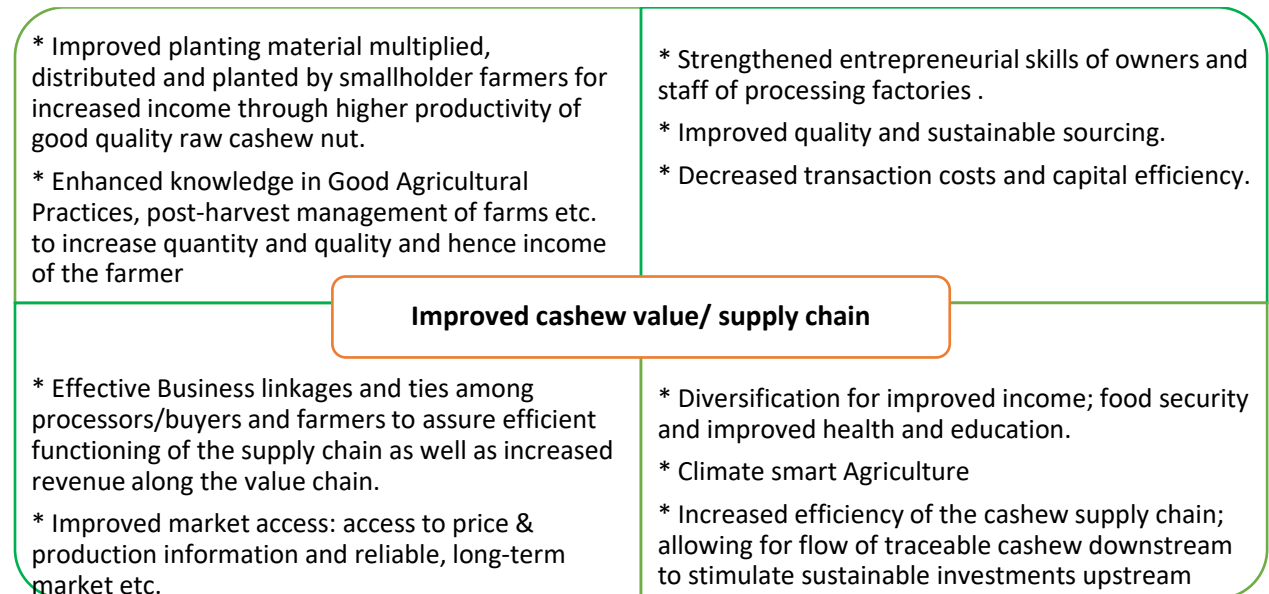 * Improved planting material multiplied,
distributed and planted by smallholder farmers for
increased income through higher productivity of
good quality raw cashew nut.
* Enhanced knowledge in Good Agricultural
Practices, post-harvest management of farms etc.
to increase quantity and quality and hence income
of the farmer
* Strengthened entrepreneurial skills of owners and
staff of processing factories .
* Improved quality and sustainable sourcing.
* Decreased transaction costs and capital efficiency.
Improved cashew value/ supply chain
* Effective Business linkages and ties among
processors/buyers and farmers to assure efficient
functioning of the supply chain as well as increased
revenue along the value chain.
* Improved market access: access to price &
production information and reliable, long-term
market etc.
* Diversification for improved income; food security
and improved health and education.
* Climate smart Agriculture
* Increased efficiency of the cashew supply chain;
allowing for flow of traceable cashew downstream
to stimulate sustainable investments upstream